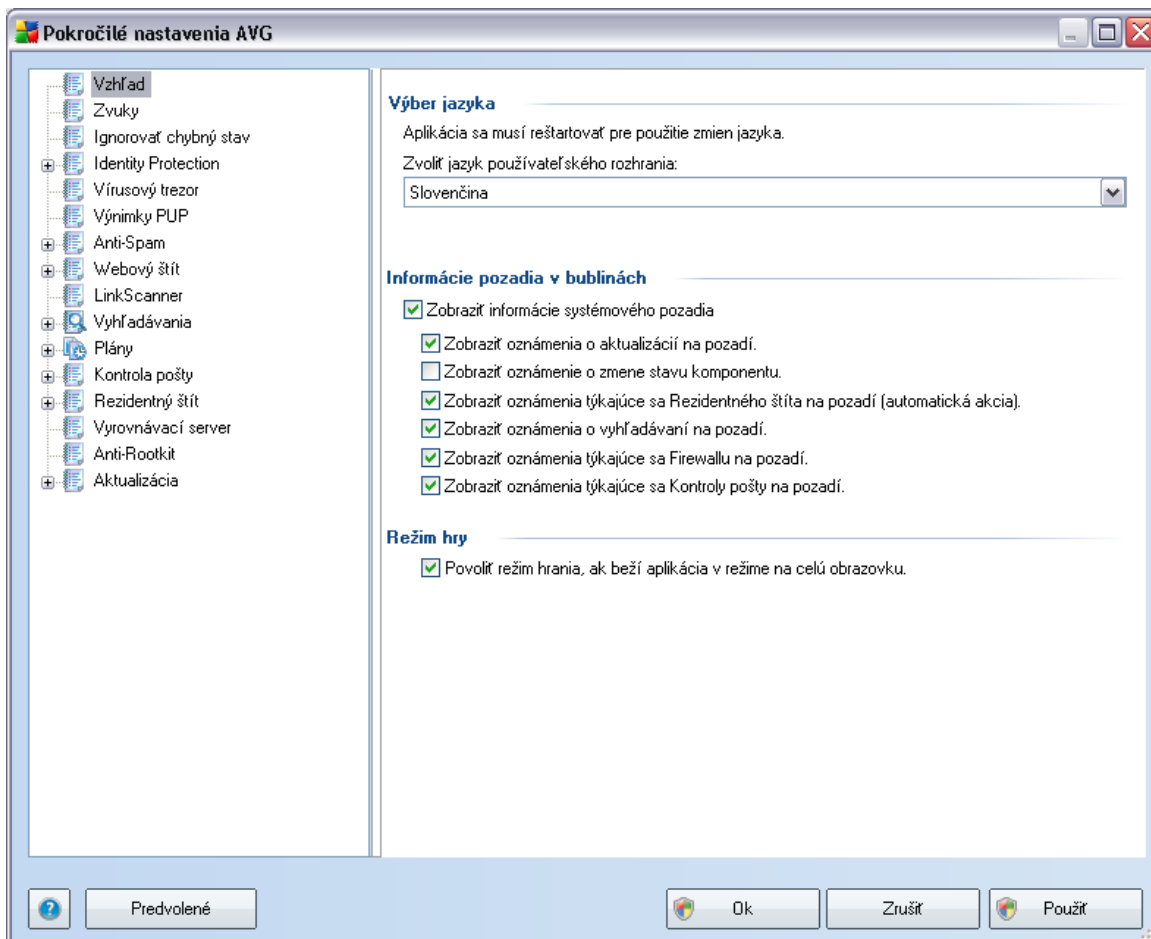 Pokročilé nastavenia AVG
Vzhľad
Zvuky
Ignorovať chybný stav
Identity Protection
Vírusový trezor
Výnimky PUP
Anti-Spam
Webový štít
LinkScanner
Vyhľadávania
Plány
Kontrola pošty
Rezidentný štít
Vyrovnávací server
Anti-Rootkit
Aktualizácia
Výber jazyka
Aplikácia sa musí reštartovať pre použitie zmien jazyka.
Zvoliť jazyk používateľského rozhrania:
Slovenčina
Informácie pozadia v bublinách
Zobraziť informácie systémového pozadia
Zobraziť oznámenia o aktualizácií na pozadí.
Zobraziť oznámenie o zmene stavu komponentu.
Zobraziť oznámenia týkajúce sa Rezidentného štíta na pozadí (automatická akcia).
Zobraziť oznámenia o vyhľadávaní na pozadí.
Zobraziť oznámenia týkajúce sa Firewallu na pozadí.
Zobraziť oznámenia týkajúce sa Kontroly pošty na pozadí.
Režim hry
Povoliť režim hrania, ak beží aplikácia v režime na celú obrazovku.
Predvolené
Ok
Zrušiť
Použiť